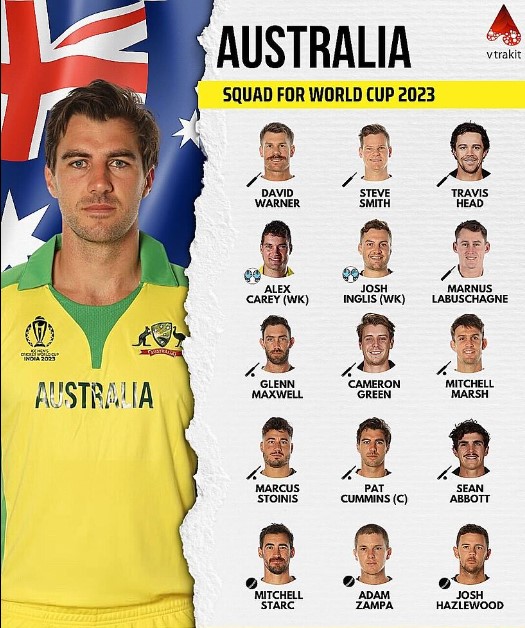 AUSTRALIA
vtrakit
SQUAD FOR WORLD CUP 2023
DAVID
WARNER
STEVE
SMITH
TRAVIS
HEAD
ALEX
CAREY (WK)
JOSH
INGLIS (WK)
MARNUS
LABUSCHAGNE
GLENN
MAXWELL
CAMERON
GREEN
MITCHELL
MARSH
MARCUS
STOINIS
PAT
CUMMINS (C)
SEAN
ABBOTT
MITCHELL
STARC
ADAM
ZAMPA
JOSH
HAZLEWOOD
ICC MEN'S
CRICKET WORLD CUP
INDIA 2023
AUSTRALIA